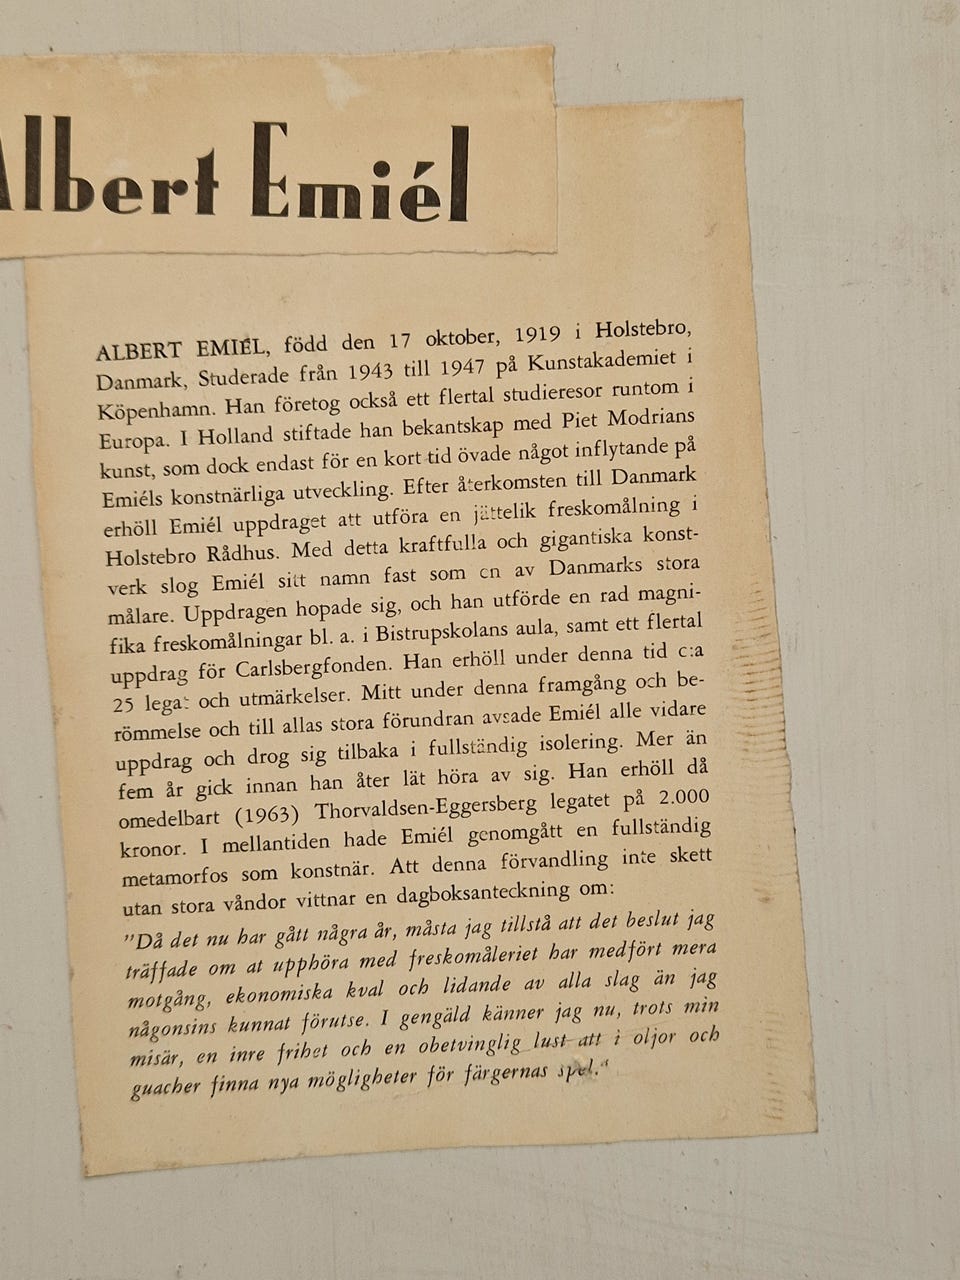 Albert Emiél
ALBERT EMIÉL, född den 17 oktober, 1919 i Holstebro,
Danmark, Studerade från 1943 till 1947 på Kunstakademiet i
Köpenhamn. Han företog också ett flertal studieresor runtom i
Europa. I Holland stiftade han bekantskap med Piet Modrians
kunst, som dock endast för en kort tid övade något inflytande på
Emiéls konstnärliga utveckling. Efter återkomsten till Danmark
erhöll Emiél uppdraget att utföra en jättelik freskomålning i
Holstebro Rådhus. Med detta kraftfulla och gigantiska konst-
verk slog Emiél sitt namn fast som en av Danmarks stora
målare. Uppdragen hopade sig, och han utförde en rad magni-
fika freskomålningar bl. a. i Bistrupskolans aula, samt ett flertal
uppdrag för Carlsbergfonden. Han erhöll under denna tid c:a
25 legat och utmärkelser. Mitt under denna framgång och be-
römmelse och till allas stora förundran avsade Emiél alle vidare
uppdrag och drog sig tilbaka i fullständig isolering. Mer än
fem år gick innan han åter lät höra av sig. Han erhöll då
omedelbart (1963) Thorvaldsen-Eggersberg legatet på 2.000
kronor. I mellantiden hade Emiél genomgått en fullständig
metamorfos som konstnär. Att denna förvandling inte skett
utan stora våndor vittnar en dagboksanteckning om:
”Då det nu har gått några år, måsta jag tillstå att det beslut jag
träffade om at upphöra med freskomåleriet har medfört mera
motgång, ekonomiska kval och lidande av alla slag än jag
någonsins kunnat förutse. I gengäld känner jag nu, trots min
misär, en inre frihet och en obetvinglig lust att i oljor och
guacher finna nya mögligheter för färgernas spel.“